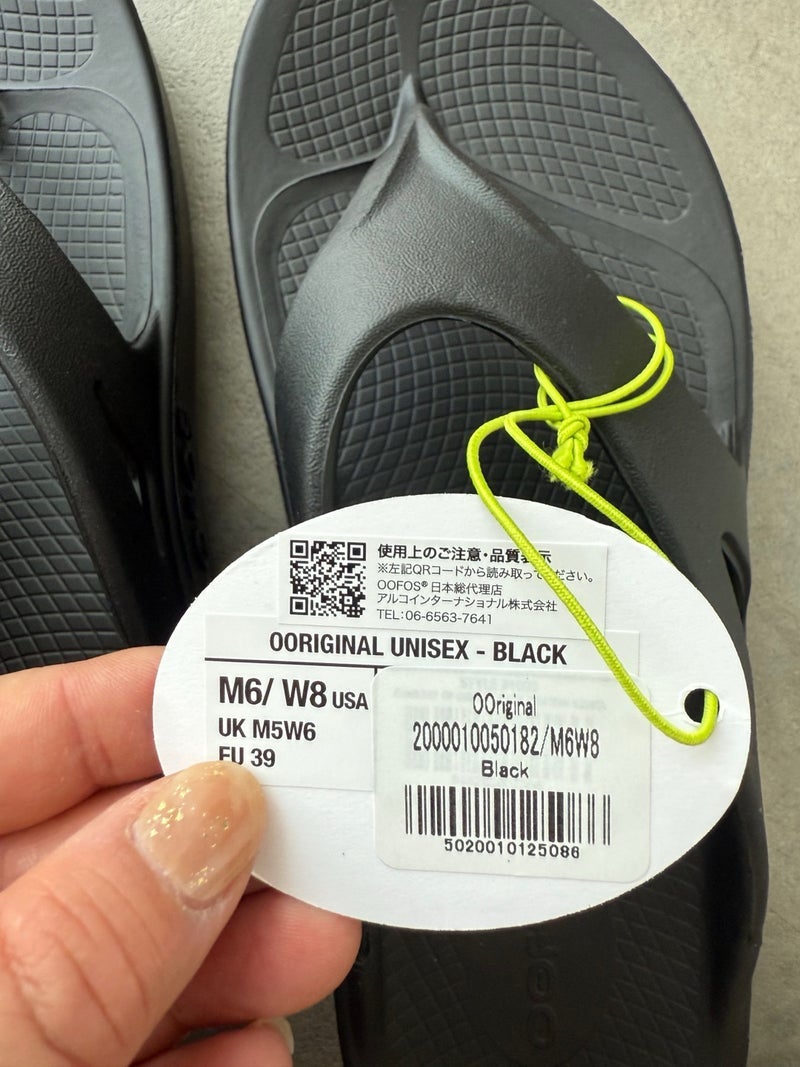 使用上のご注意・品質表示
※左記QRコードから読み取ってください。
OOFOS® 日本総代理店
アルコインターナショナル株式会社
TEL:06-6563-7641
OORIGINAL UNISEX - BLACK
M6/ W8 USA
UK M5W6
EU 39
OOriginal
2000010050182/M6W8
Black
5020010125086